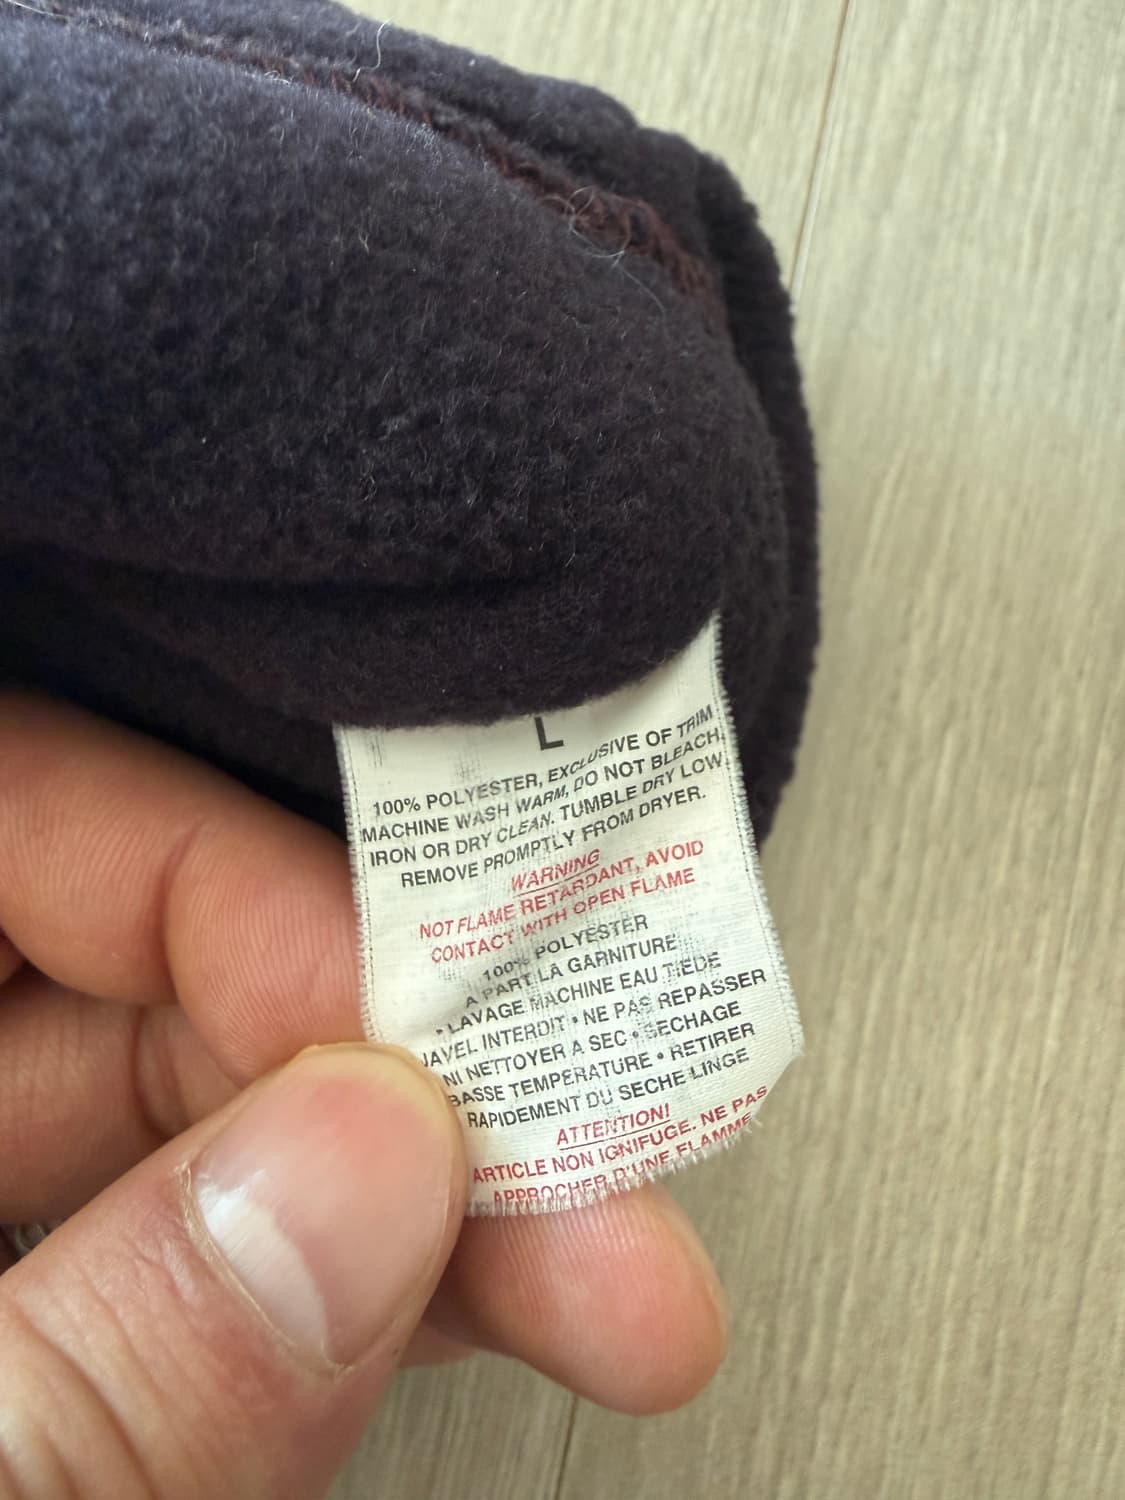 L
100% POLYESTER, EXCLUSIVE OF TRIM
MACHINE WASH WARM, DO NOT BLEACH,
IRON OR DRY CLEAN. TUMBLE DRY LOW.
REMOVE PROMPTLY FROM DRYER.
WARNING
NOT FLAME RETARDANT, AVOID
CONTACT WITH OPEN FLAME
100% POLYESTER
A PART LA GARNITURE
• LAVAGE MACHINE EAU TIEDE
JAVEL INTERDIT • NE PAS REPASSER
NI NETTOYER A SEC • SECHAGE
BASSE TEMPERATURE • RETIRER
RAPIDEMENT DU SECHE LINGE
ATTENTION!
ARTICLE NON IGNIFUGE. NE PAS
APPROCHER D'UNE FLAMME